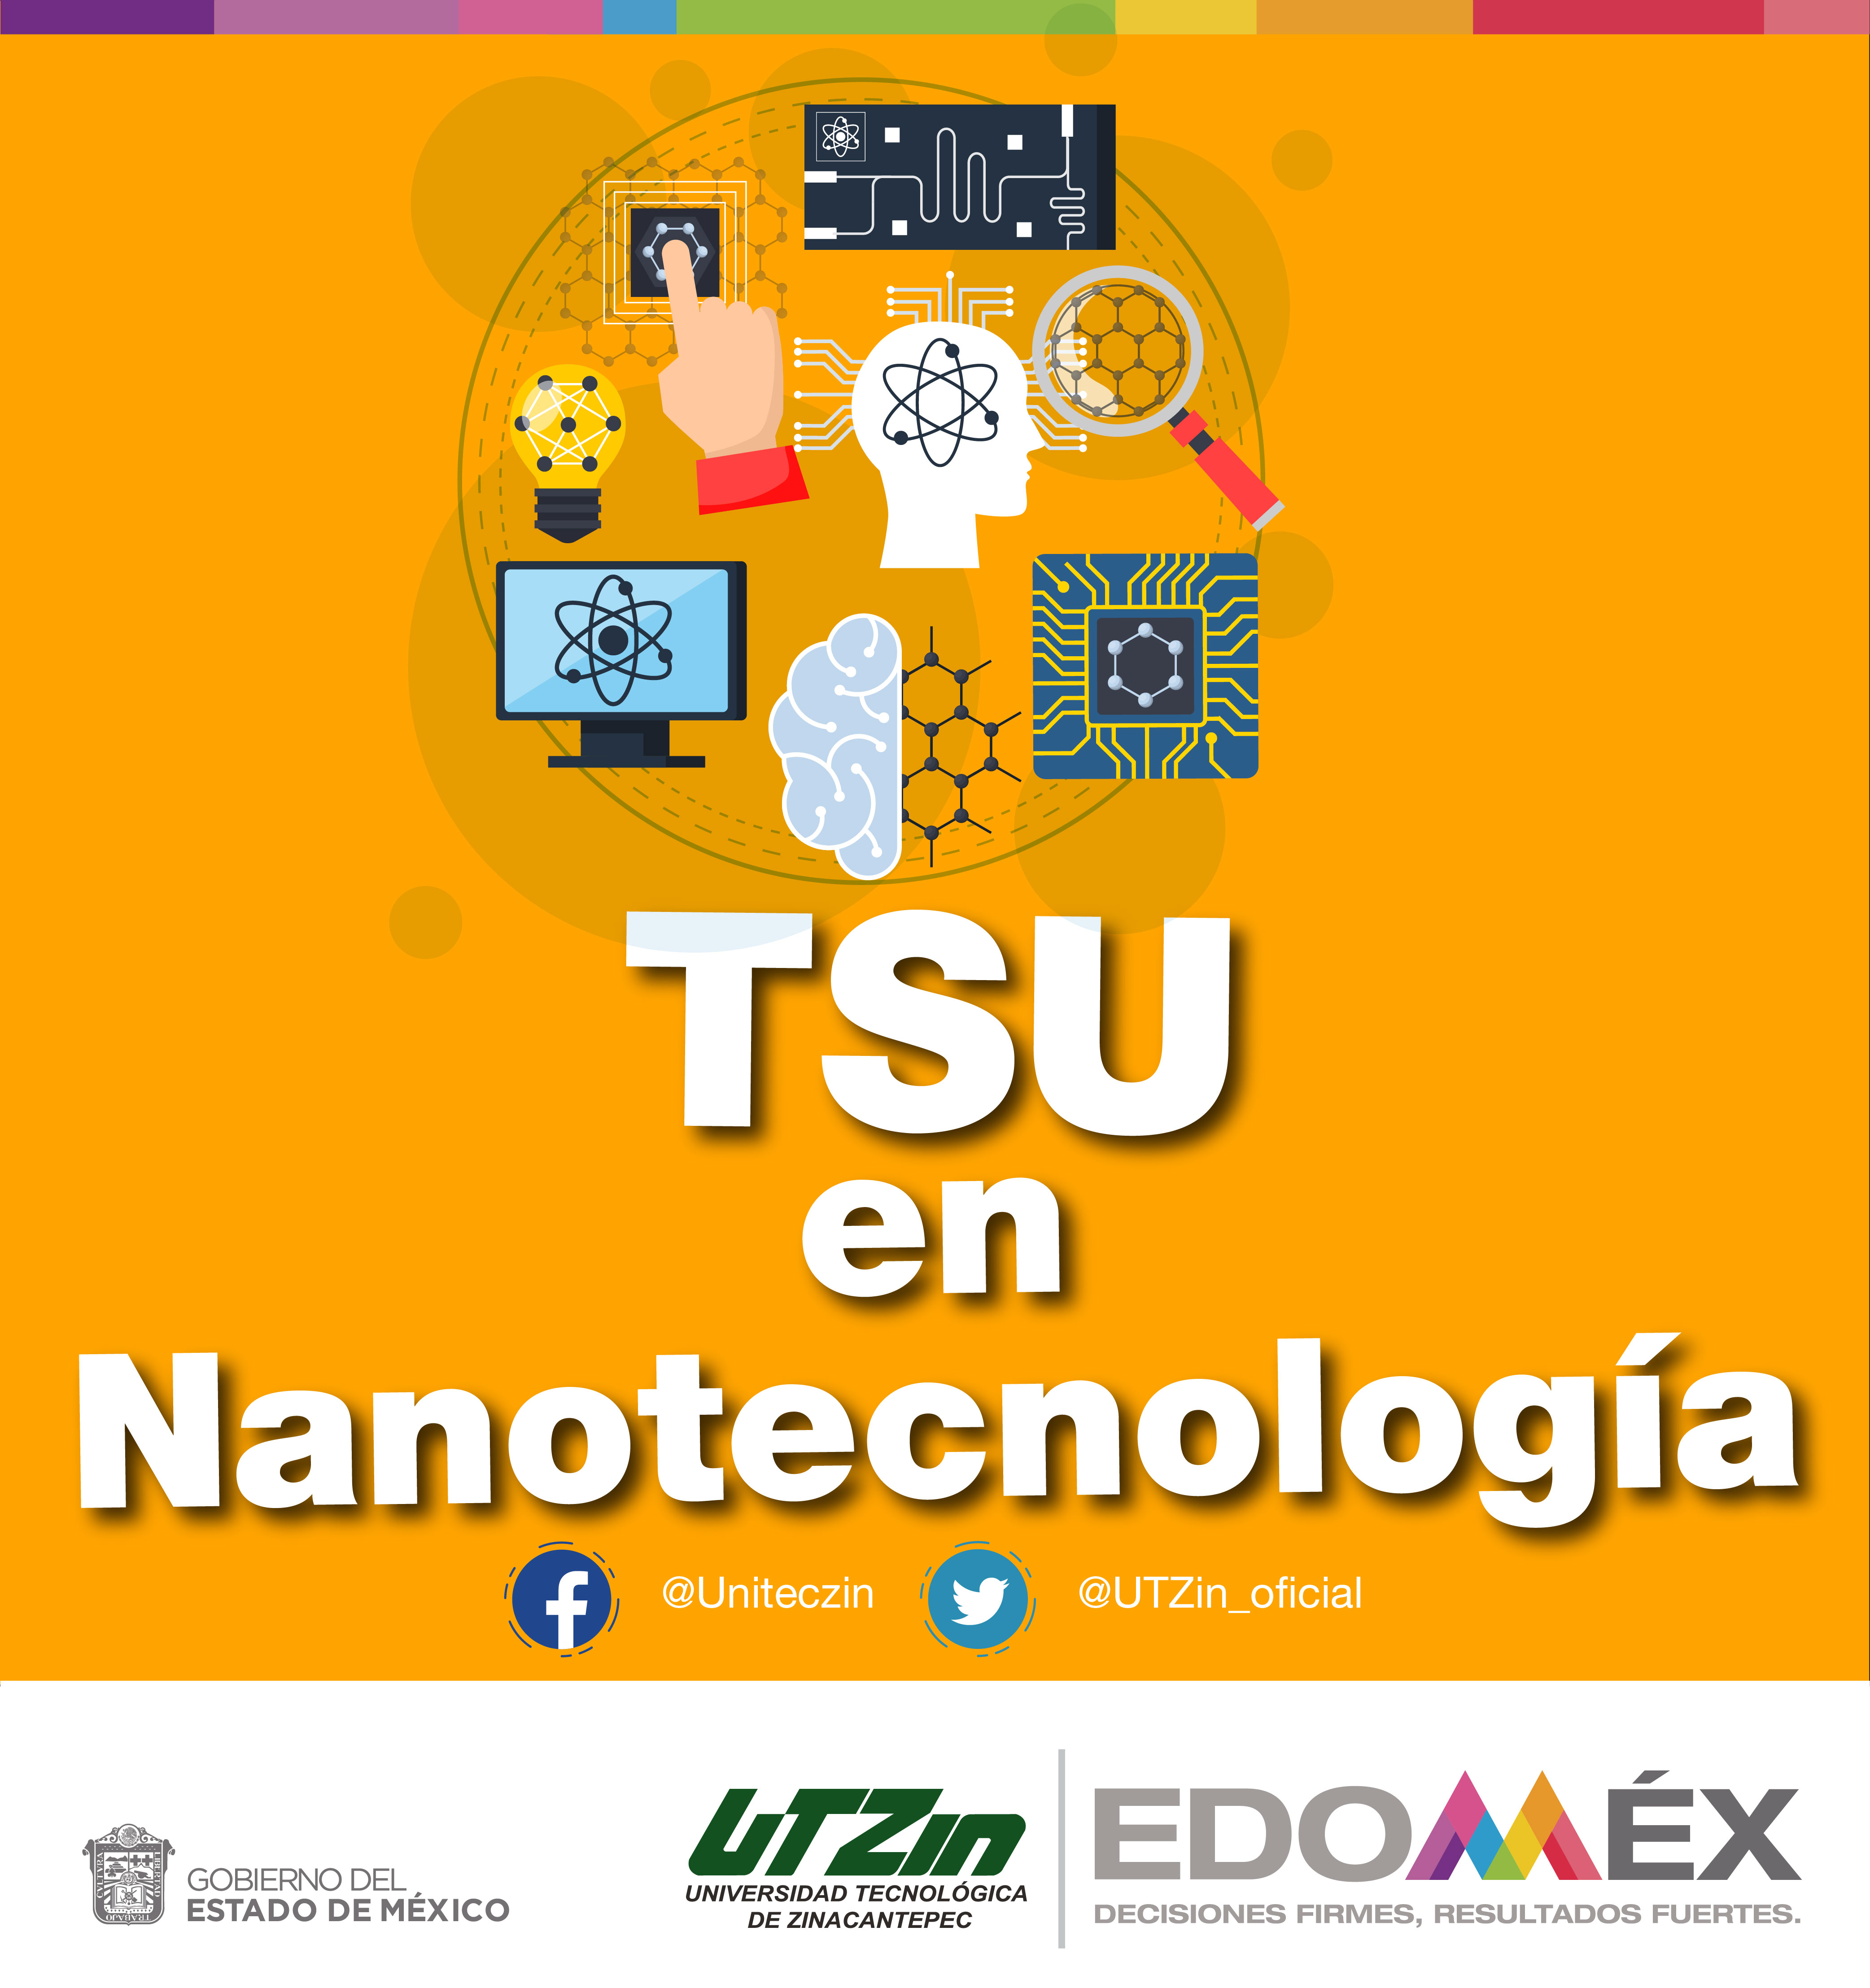 TSU
en
Nanotecnología
@Uniteczin
@UTZin_oficial
GOBIERNO DEL
ESTADO DE MÉXICO
UTZin
UNIVERSIDAD TECNOLÓGICA
DE ZINACANTEPEC
EDOMÉX
DECISIONES FIRMES, RESULTADOS FUERTES.